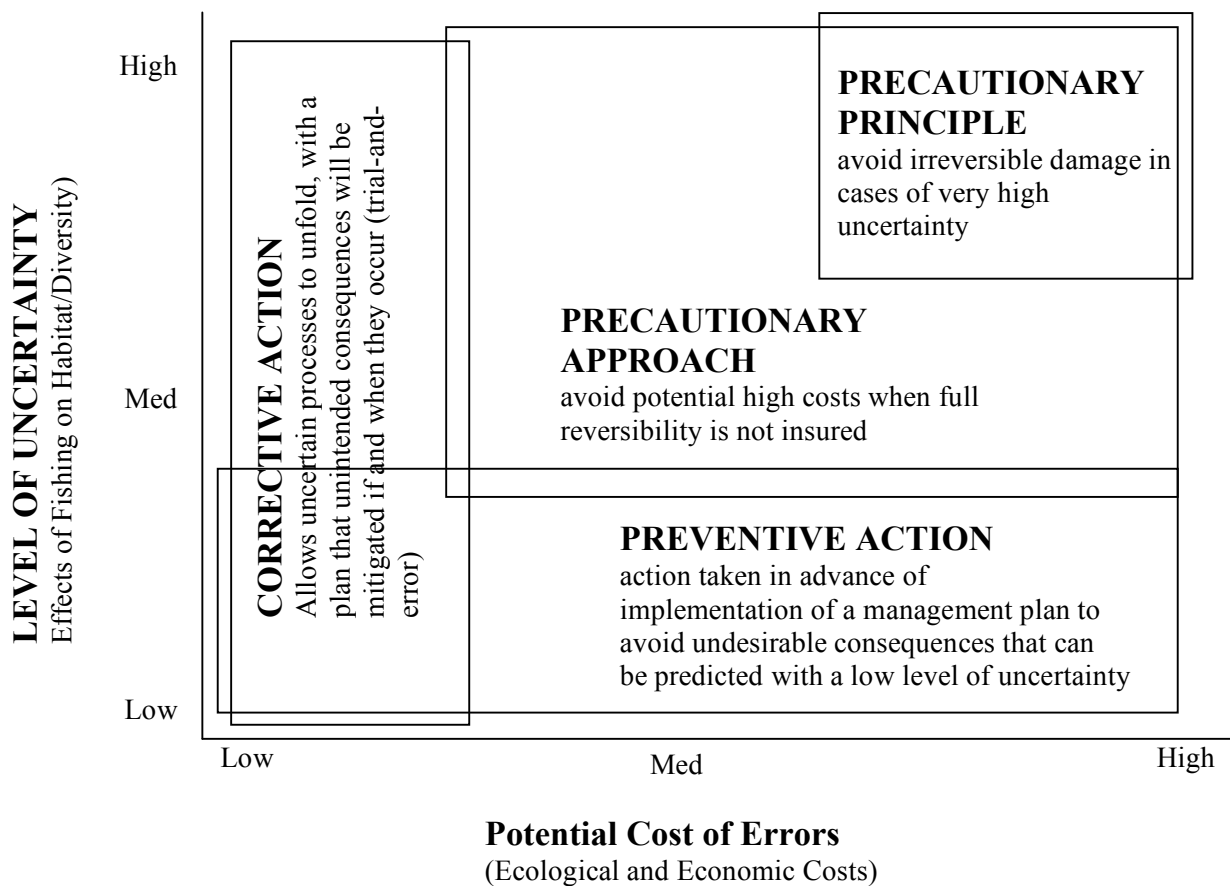 LEVEL OF UNCERTAINTY
Effects of Fishing on Habitat/Diversity)
High
Med
Low
CORRECTIVE ACTION
Allows uncertain processes to unfold, with a
plan that unintended consequences will be
mitigated if and when they occur (trial-and-
error)
PRECAUTIONARY
PRINCIPLE
avoid irreversible damage in
cases of very high
uncertainty
PRECAUTIONARY
APPROACH
avoid potential high costs when full
reversibility is not insured
PREVENTIVE ACTION
action taken in advance of
implementation of a management plan to
avoid undesirable consequences that can
be predicted with a low level of uncertainty
Low
Med
High
Potential Cost of Errors
(Ecological and Economic Costs)